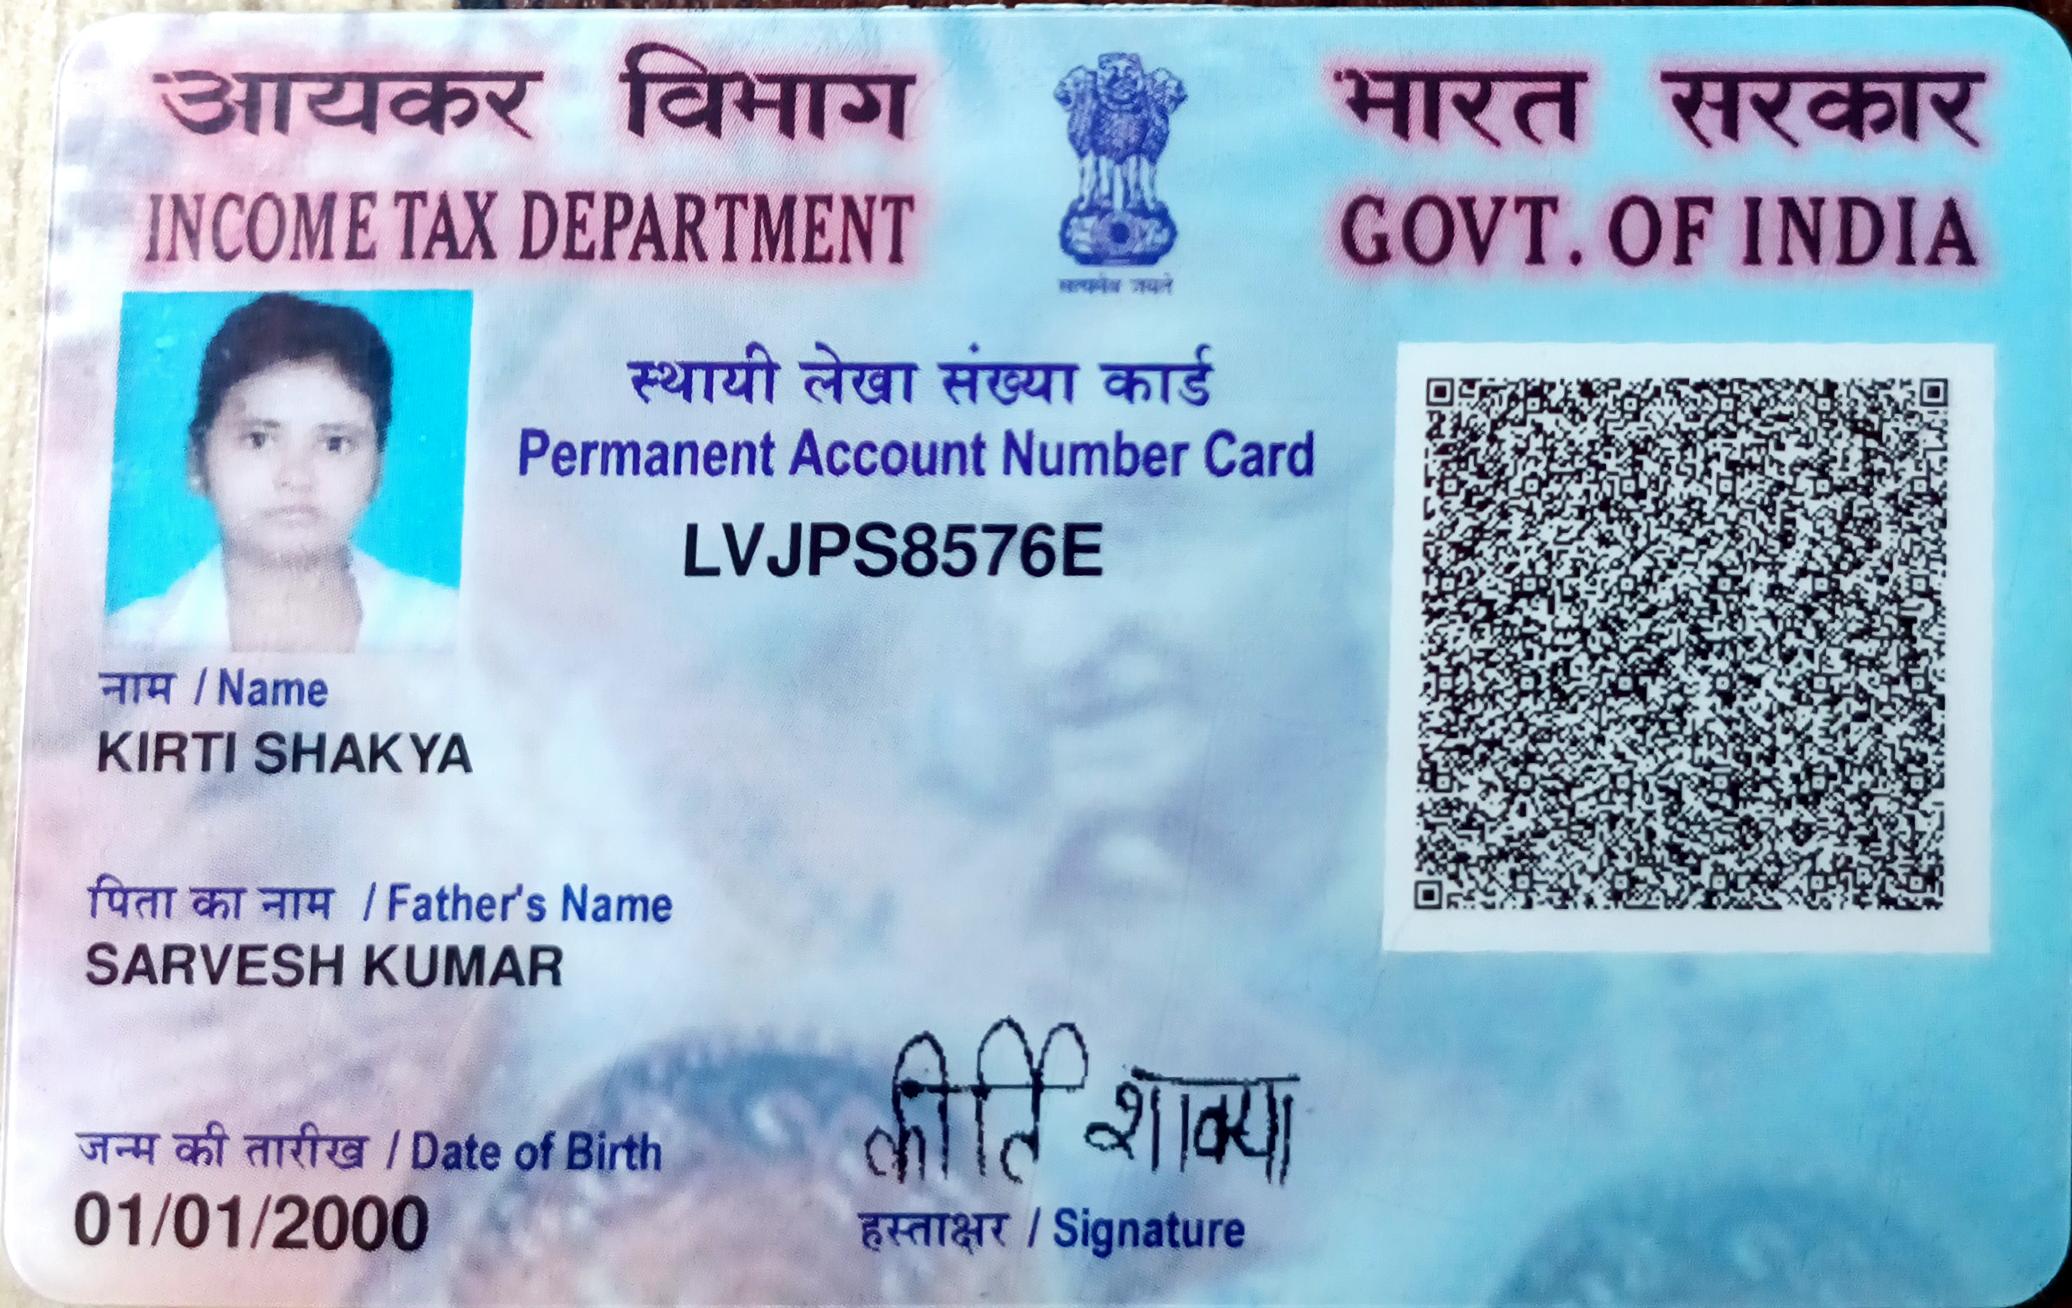 आयकर विभाग
INCOME TAX DEPARTMENT
सत्यमेव जयते
भारत सरकार
GOVT. OF INDIA
स्थायी लेखा संख्या कार्ड
Permanent Account Number Card
LVJPS8576E
नाम / Name
KIRTI SHAKYA
पिता का नाम / Father's Name
SARVESH KUMAR
जन्म की तारीख / Date of Birth
01/01/2000
कीर्ति शाक्या
हस्ताक्षर / Signature